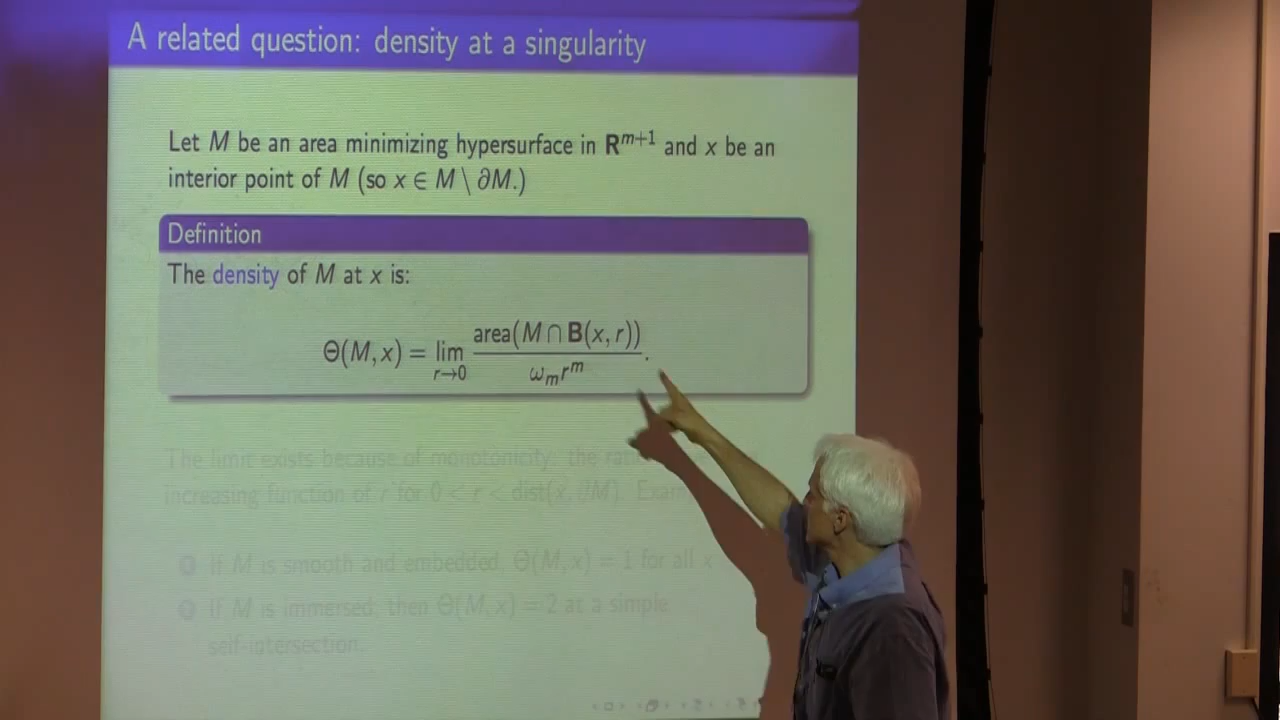 A related question: density at a singularity
Let M be an area minimizing hypersurface in R^{m+1} and x be an
interior point of M (so x ∈ M \ ∂M.)
Definition
The density of M at x is:
Θ(M, x) = lim_{r→0} area(M ∩ B(x, r)) / ω_m r^m.
The limit exists because of monotonicity: the
increasing function of r for 0 < r < dist(x, ∂M).
1 If M is smooth and embedded, Θ(M, x) = 1 for all x
2 If M is immersed, then Θ(M, x) = 2 at a simple
self-intersection.